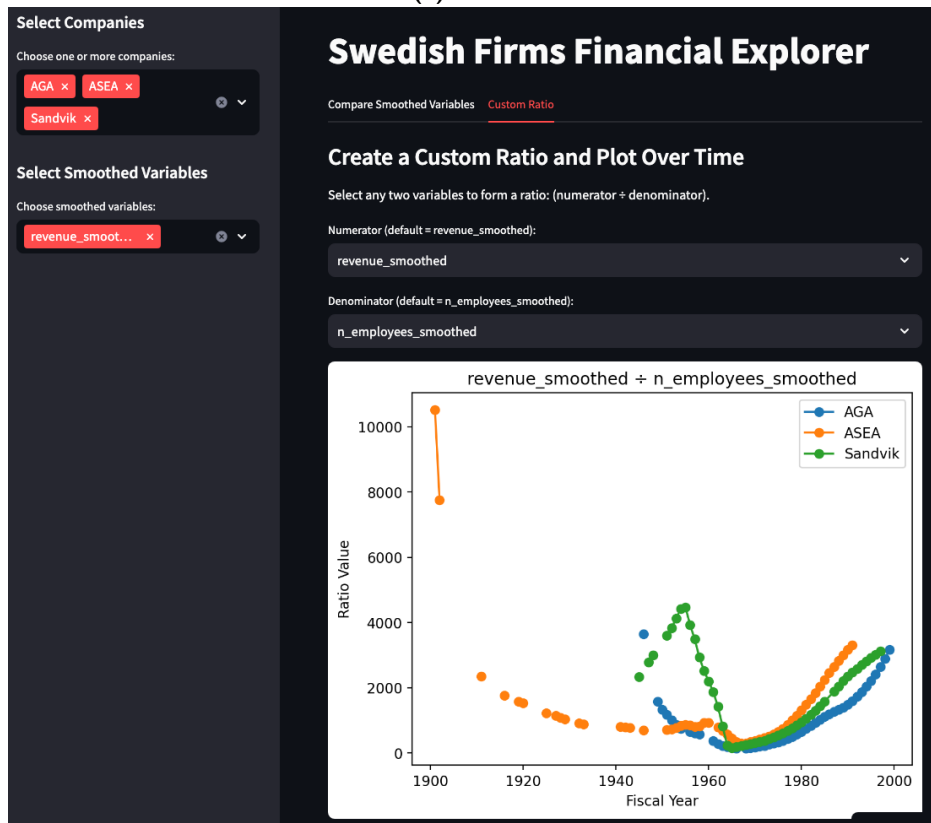 Select Companies
Choose one or more companies:
AGA ×
ASEA ×
Sandvik ×
Select Smoothed Variables
Choose smoothed variables:
revenue_smoot... ×
Swedish Firms Financial Explorer
Compare Smoothed Variables
Custom Ratio
Create a Custom Ratio and Plot Over Time
Select any two variables to form a ratio: (numerator ÷ denominator).
Numerator (default = revenue_smoothed):
revenue_smoothed
Denominator (default = n_employees_smoothed):
n_employees_smoothed
revenue_smoothed ÷ n_employees_smoothed
AGA
ASEA
Sandvik
Ratio Value
10000
8000
6000
4000
2000
0
1900 1920 1940 1960 1980 2000
Fiscal Year